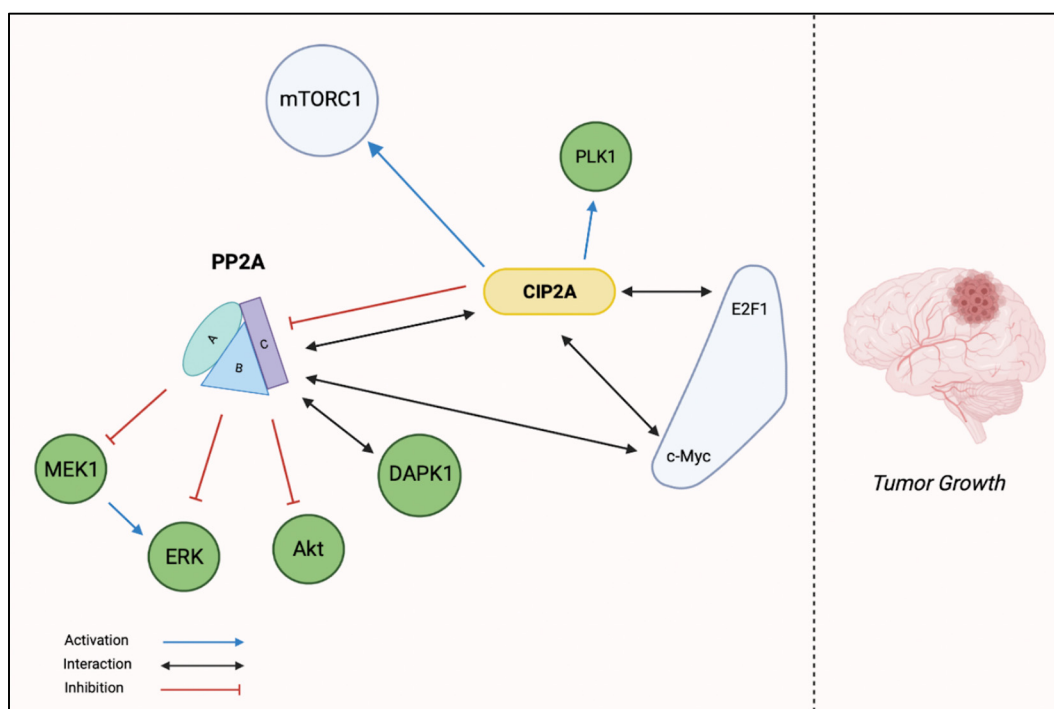 mTORC1
PLK1
PP2A
CIP2A
E2F1
A
C
B
c-Myc
MEK1
DAPK1
ERK
Akt
Tumor Growth
Activation
Interaction
Inhibition